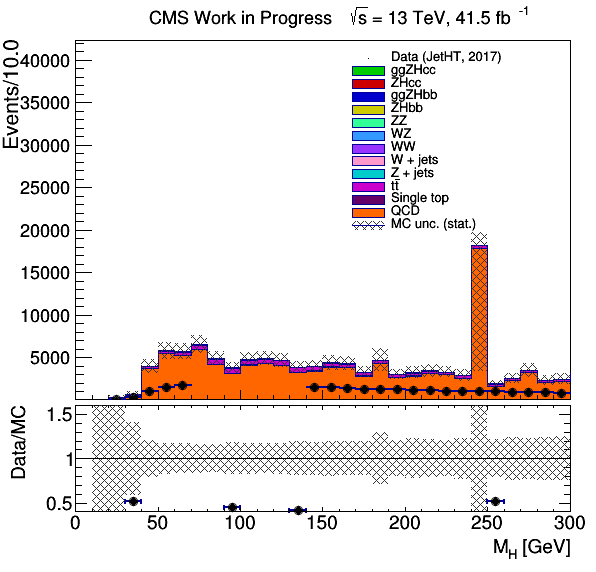 CMS Work in Progress √s = 13 TeV, 41.5 fb -1
Events/10.0
40000
35000
30000
25000
20000
15000
10000
5000
Data (JetHT, 2017)
ggZHcc
ZHcc
ggZHbb
ZHbb
ZZ
WZ
WW
W + jets
Z + jets
tt̄
Single top
QCD
MC unc. (stat.)
Data/MC
1.5
1
0.5
0 50 100 150 200 250 300
M_H [GeV]